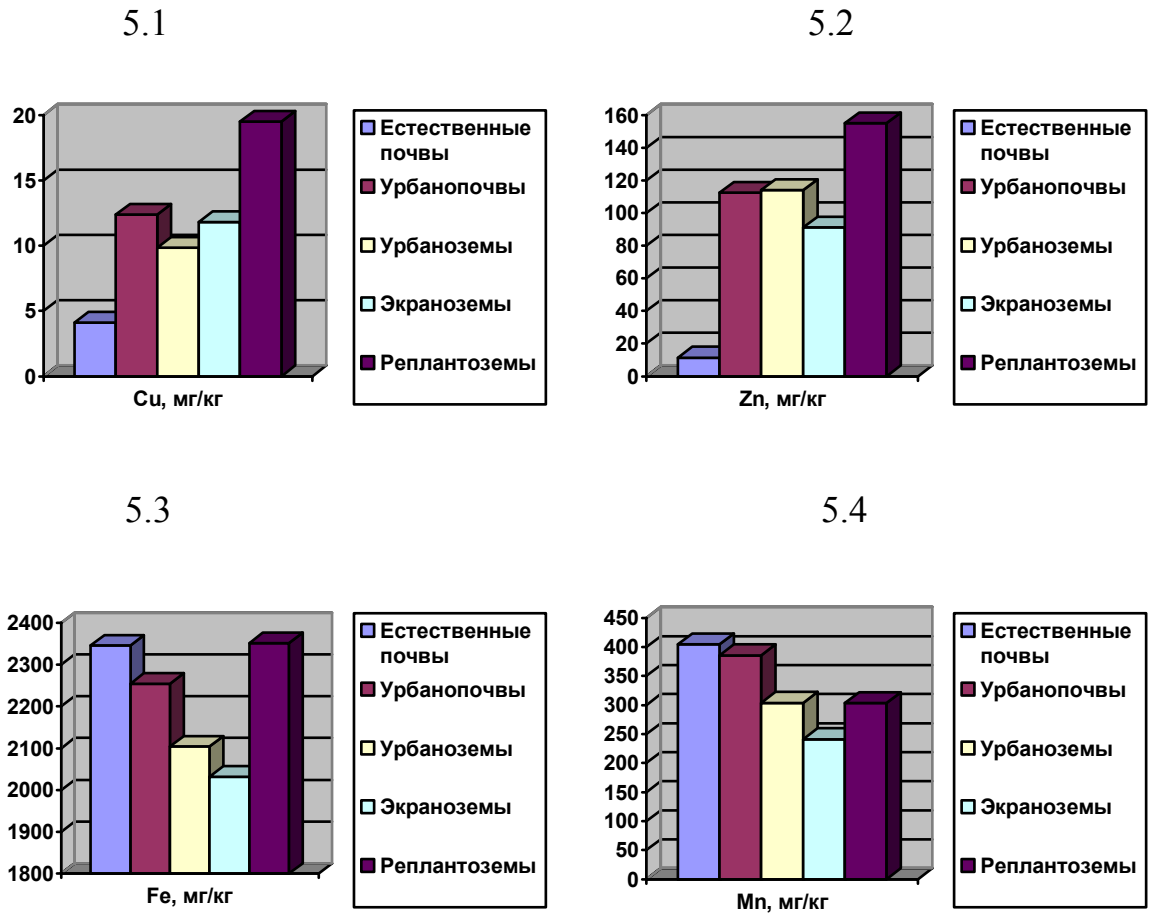 5.1
20
15
10
5
0
Cu, мг/кг
Естественные
почвы
Урбанопочвы
Урбаноземы
Экраноземы
Реплантоземы
5.2
160
140
120
100
80
60
40
20
0
Zn, мг/кг
Естественные
почвы
Урбанопочвы
Урбаноземы
Экраноземы
Реплантоземы
5.3
2400
2300
2200
2100
2000
1900
1800
Fe, мг/кг
Естественные
почвы
Урбанопочвы
Урбаноземы
Экраноземы
Реплантоземы
5.4
450
400
350
300
250
200
150
100
50
0
Mn, мг/кг
Естественные
почвы
Урбанопочвы
Урбаноземы
Экраноземы
Реплантоземы